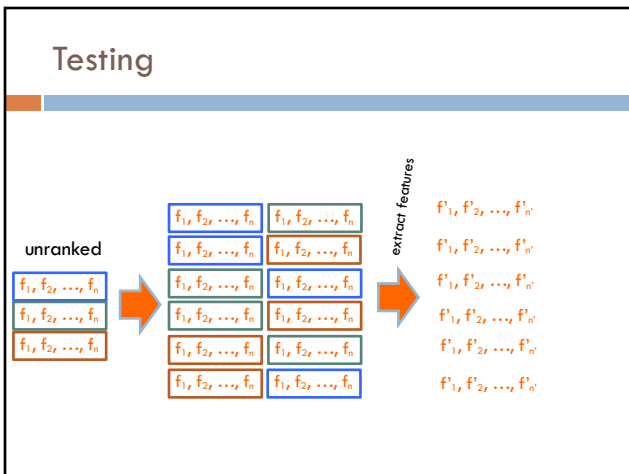 Testing
unranked
f₁, f₂, …, fₙ
f₁, f₂, …, fₙ
f₁, f₂, …, fₙ
f₁, f₂, …, fₙ f₁, f₂, …, fₙ
f₁, f₂, …, fₙ f₁, f₂, …, fₙ
f₁, f₂, …, fₙ f₁, f₂, …, fₙ
f₁, f₂, …, fₙ f₁, f₂, …, fₙ
f₁, f₂, …, fₙ f₁, f₂, …, fₙ
f₁, f₂, …, fₙ f₁, f₂, …, fₙ
extract features
f'₁, f'₂, …, f'ₙ'
f'₁, f'₂, …, f'ₙ'
f'₁, f'₂, …, f'ₙ'
f'₁, f'₂, …, f'ₙ'
f'₁, f'₂, …, f'ₙ'
f'₁, f'₂, …, f'ₙ'